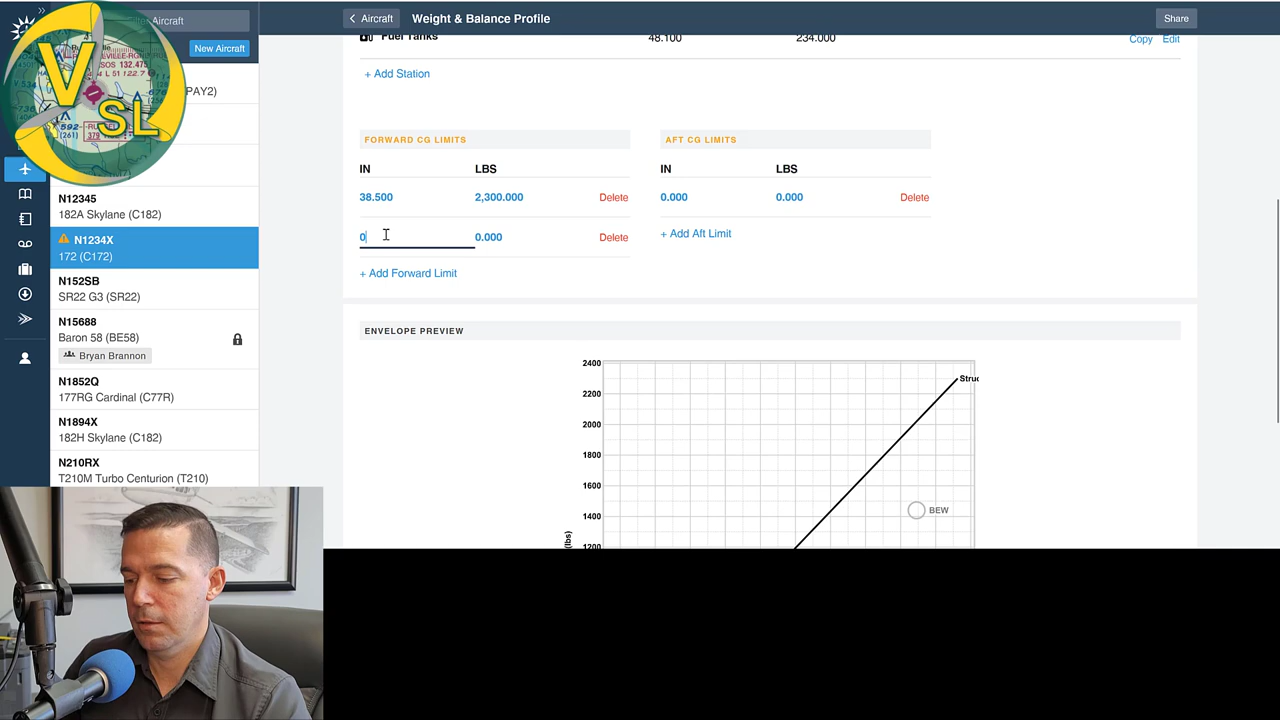 Aircraft
Weight & Balance Profile
Share
Filter Aircraft
New Aircraft
PAY2)
VSL
Fuel Tanks
48.100
234.000
Copy
Edit
+ Add Station
FORWARD CG LIMITS
AFT CG LIMITS
IN
LBS
IN
LBS
38.500
2,300.000
Delete
0.000
0.000
Delete
0
0.000
Delete
+ Add Aft Limit
+ Add Forward Limit
N12345
182A Skylane (C182)
N1234X
172 (C172)
N152SB
SR22 G3 (SR22)
N15688
Baron 58 (BE58)
Bryan Brannon
N1852Q
177RG Cardinal (C77R)
N1894X
182H Skylane (C182)
N210RX
T210M Turbo Centurion (T210)
ENVELOPE PREVIEW
2400
2200
2000
1800
1600
1400
1200
(lbs)
Struc
BEW